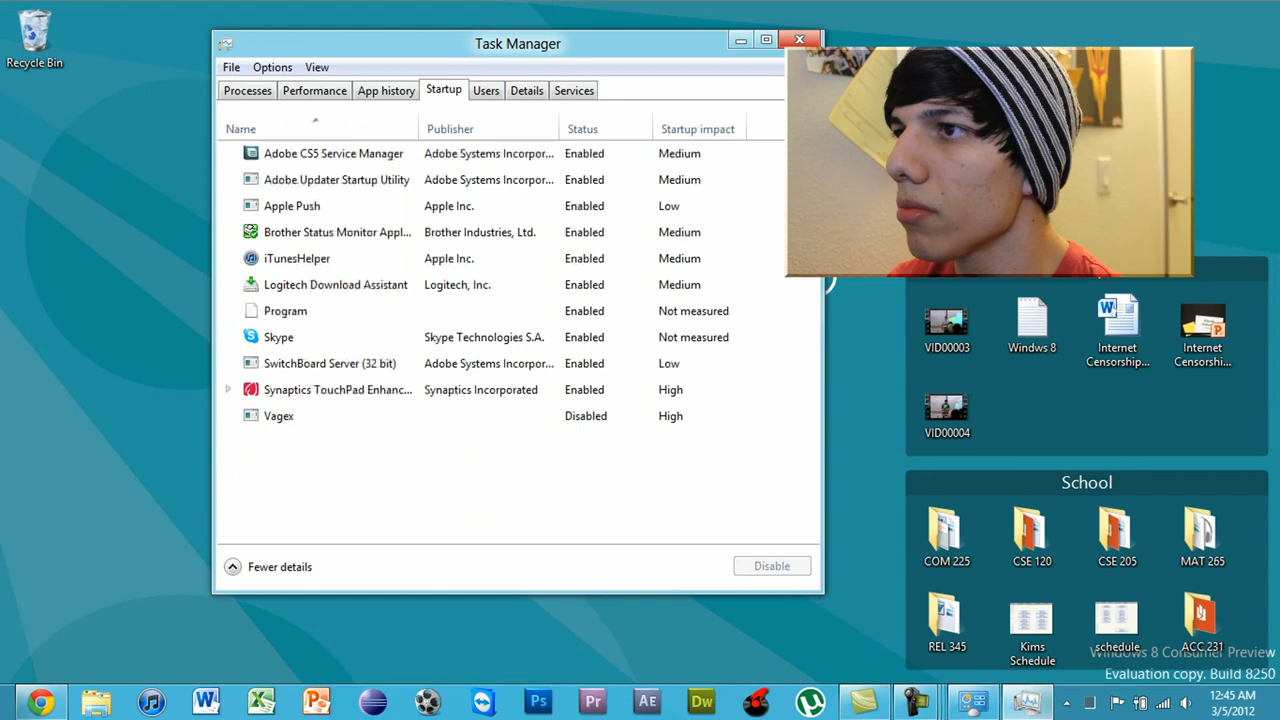 Recycle Bin
Task Manager
File Options View
Processes Performance App history Startup Users Details Services
Name Publisher Status Startup impact
Adobe CS5 Service Manager Adobe Systems Incorpor... Enabled Medium
Adobe Updater Startup Utility Adobe Systems Incorpor... Enabled Medium
Apple Push Apple Inc. Enabled Low
Brother Status Monitor Appl... Brother Industries, Ltd. Enabled Medium
iTunesHelper Apple Inc. Enabled Medium
Logitech Download Assistant Logitech, Inc. Enabled Medium
Program Enabled Not measured
Skype Skype Technologies S.A. Enabled Not measured
SwitchBoard Server (32 bit) Adobe Systems Incorpor... Enabled Low
Synaptics TouchPad Enhanc... Synaptics Incorporated Enabled High
Vagex Disabled High
Fewer details Disable
VID00003 Windws 8 Internet Internet
Censorship... Censorshi...
VID00004
School
COM 225 CSE 120 CSE 205 MAT 265
REL 345 Kims schedule ACC 231
Schedule
Windows 8 Consumer Preview
Evaluation copy. Build 8250
W X P Ps Pr Ae Dw
12:45 AM
3/5/2012